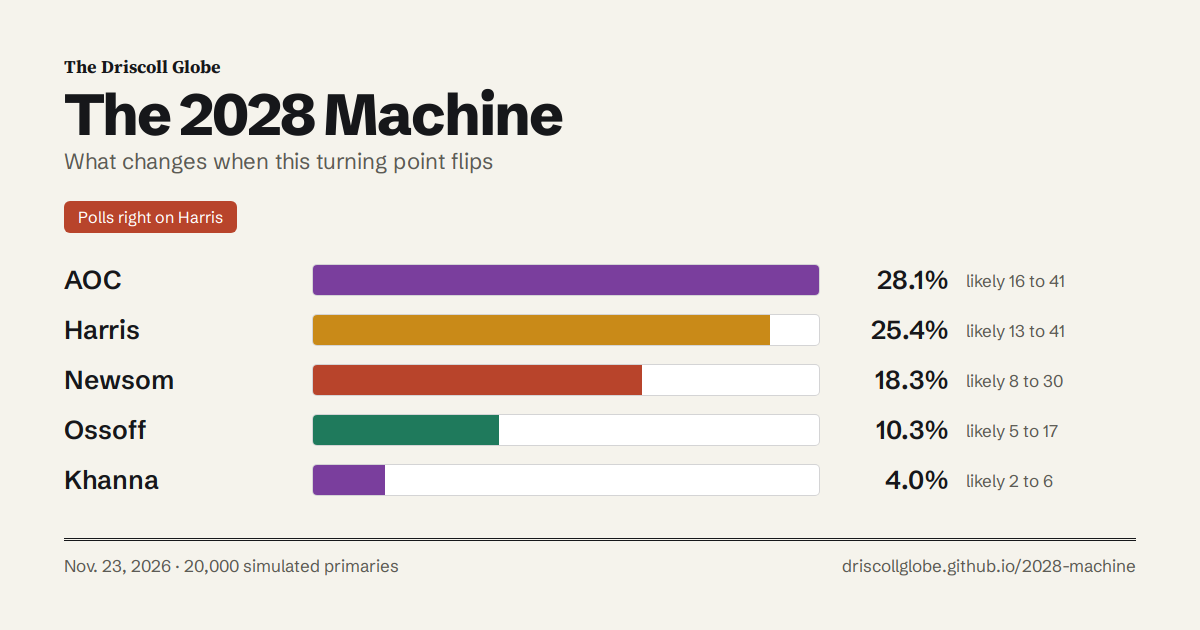 The Driscoll Globe
The 2028 Machine
What changes when this turning point flips
Polls right on Harris
AOC 28.1% likely 16 to 41
Harris 25.4% likely 13 to 41
Newsom 18.3% likely 8 to 30
Ossoff 10.3% likely 5 to 17
Khanna 4.0% likely 2 to 6
Nov. 23, 2026 · 20,000 simulated primaries driscollglobe.github.io/2028-machine